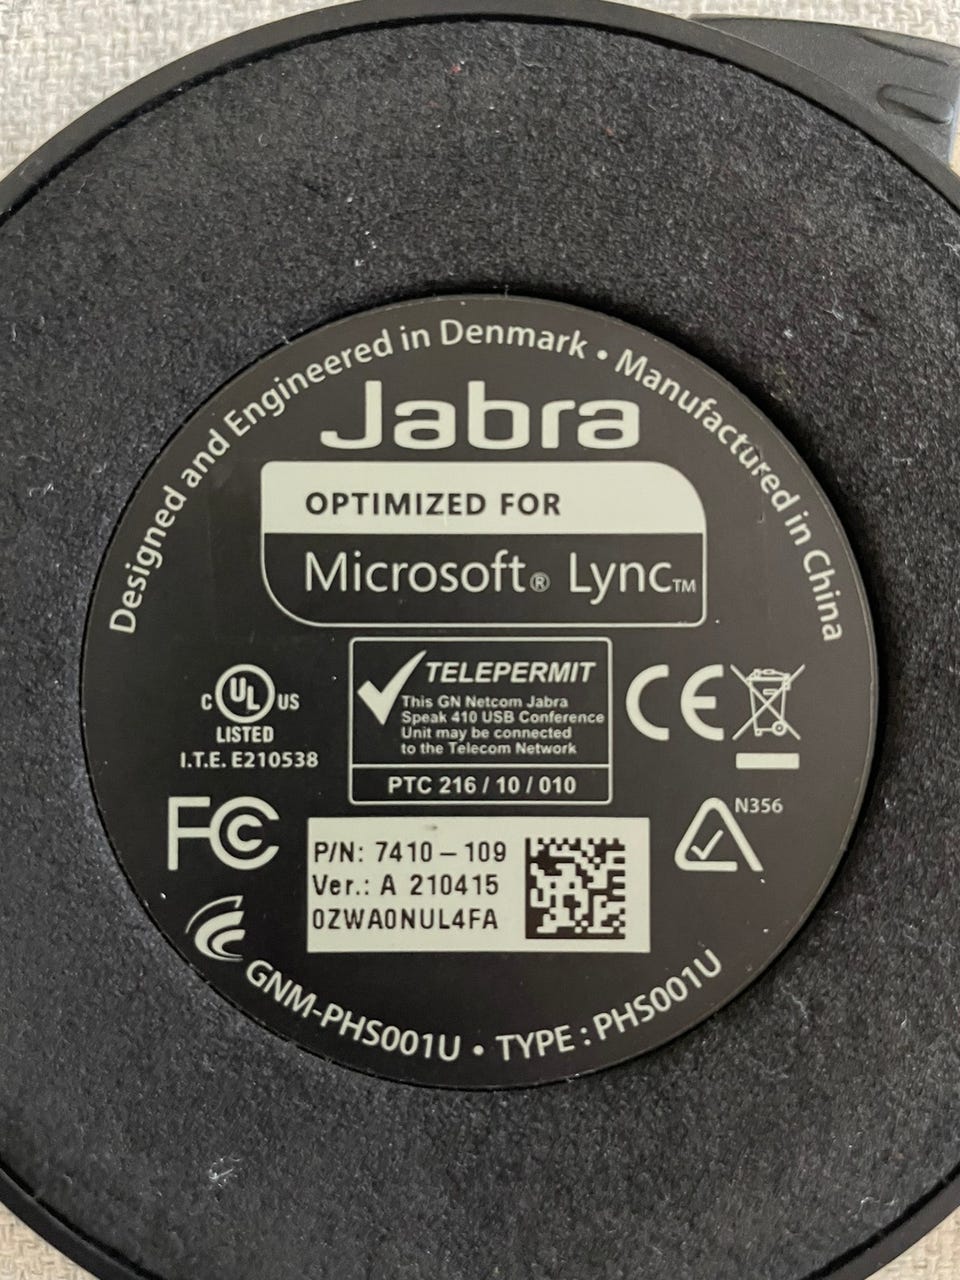 Designed and Engineered in Denmark • Manufactured in China
Jabra
OPTIMIZED FOR
Microsoft® Lync™
TELEPERMIT
This GN Netcom Jabra
Speak 410 USB Conference
Unit may be connected
to the Telecom Network
PTC 216 / 10 / 010
C UL US
LISTED
I.T.E. E210538
CE
FC
N356
P/N: 7410-109
Ver.: A 210415
0ZWA0NUL4FA
GNM-PHS001U • TYPE : PHS001U